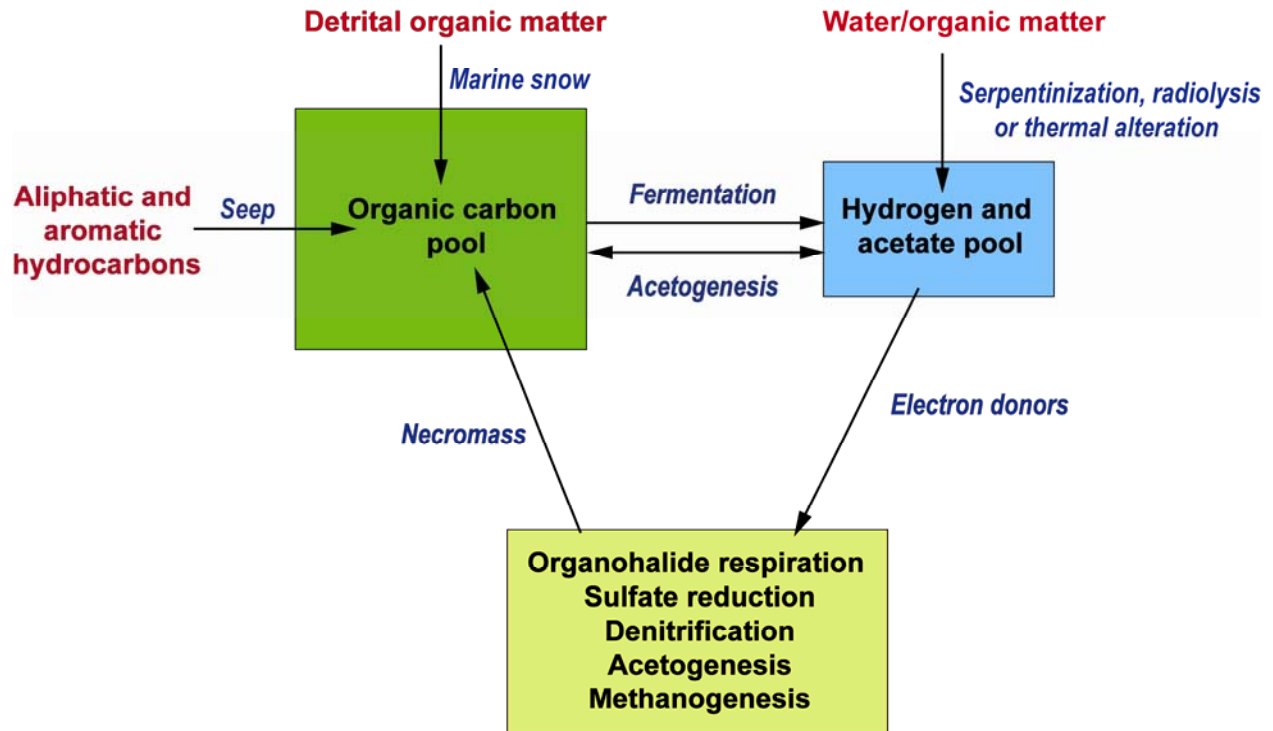 Detrital organic matter
Water/organic matter
Marine snow
Serpentinization, radiolysis
or thermal alteration
Aliphatic and
aromatic
hydrocarbons
Seep
Organic carbon
pool
Fermentation
Acetogenesis
Hydrogen and
acetate pool
Necromass
Electron donors
Organohalide respiration
Sulfate reduction
Denitrification
Acetogenesis
Methanogenesis